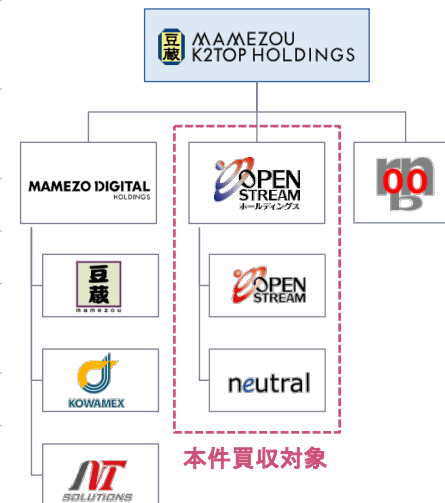 豆蔵
MAMEZOU
K2TOP HOLDINGS
MAMEZO DIGITAL
HOLDINGS
OPEN
STREAM
ホールディングス
豆蔵
mamezou
OPEN
STREAM
KOWAMEX
neutral
NT
SOLUTIONS
本件買収対象